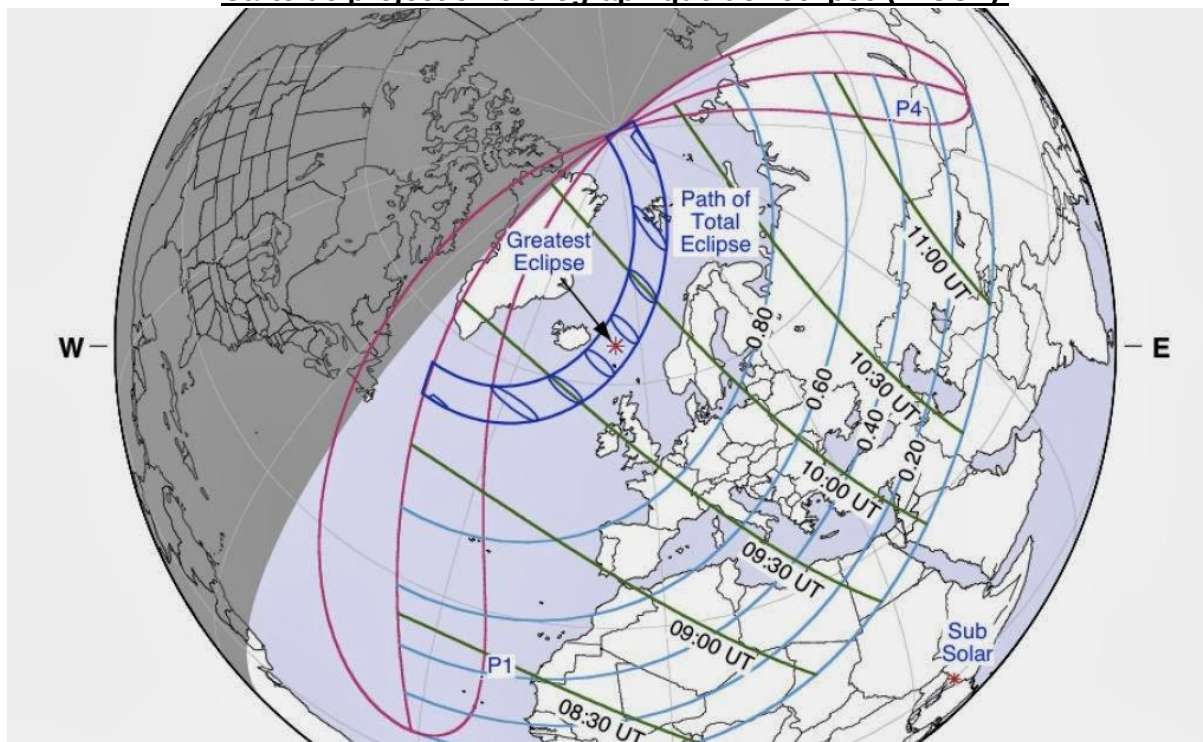 P4
Path of
Total
Eclipse
Greatest
Eclipse
11:00 UT
W
E
0.80
10:30 UT
0.60
0.40
0.20
10:00 UT
09:30 UT
09:00 UT
Sub
Solar
P1
08:30 UT